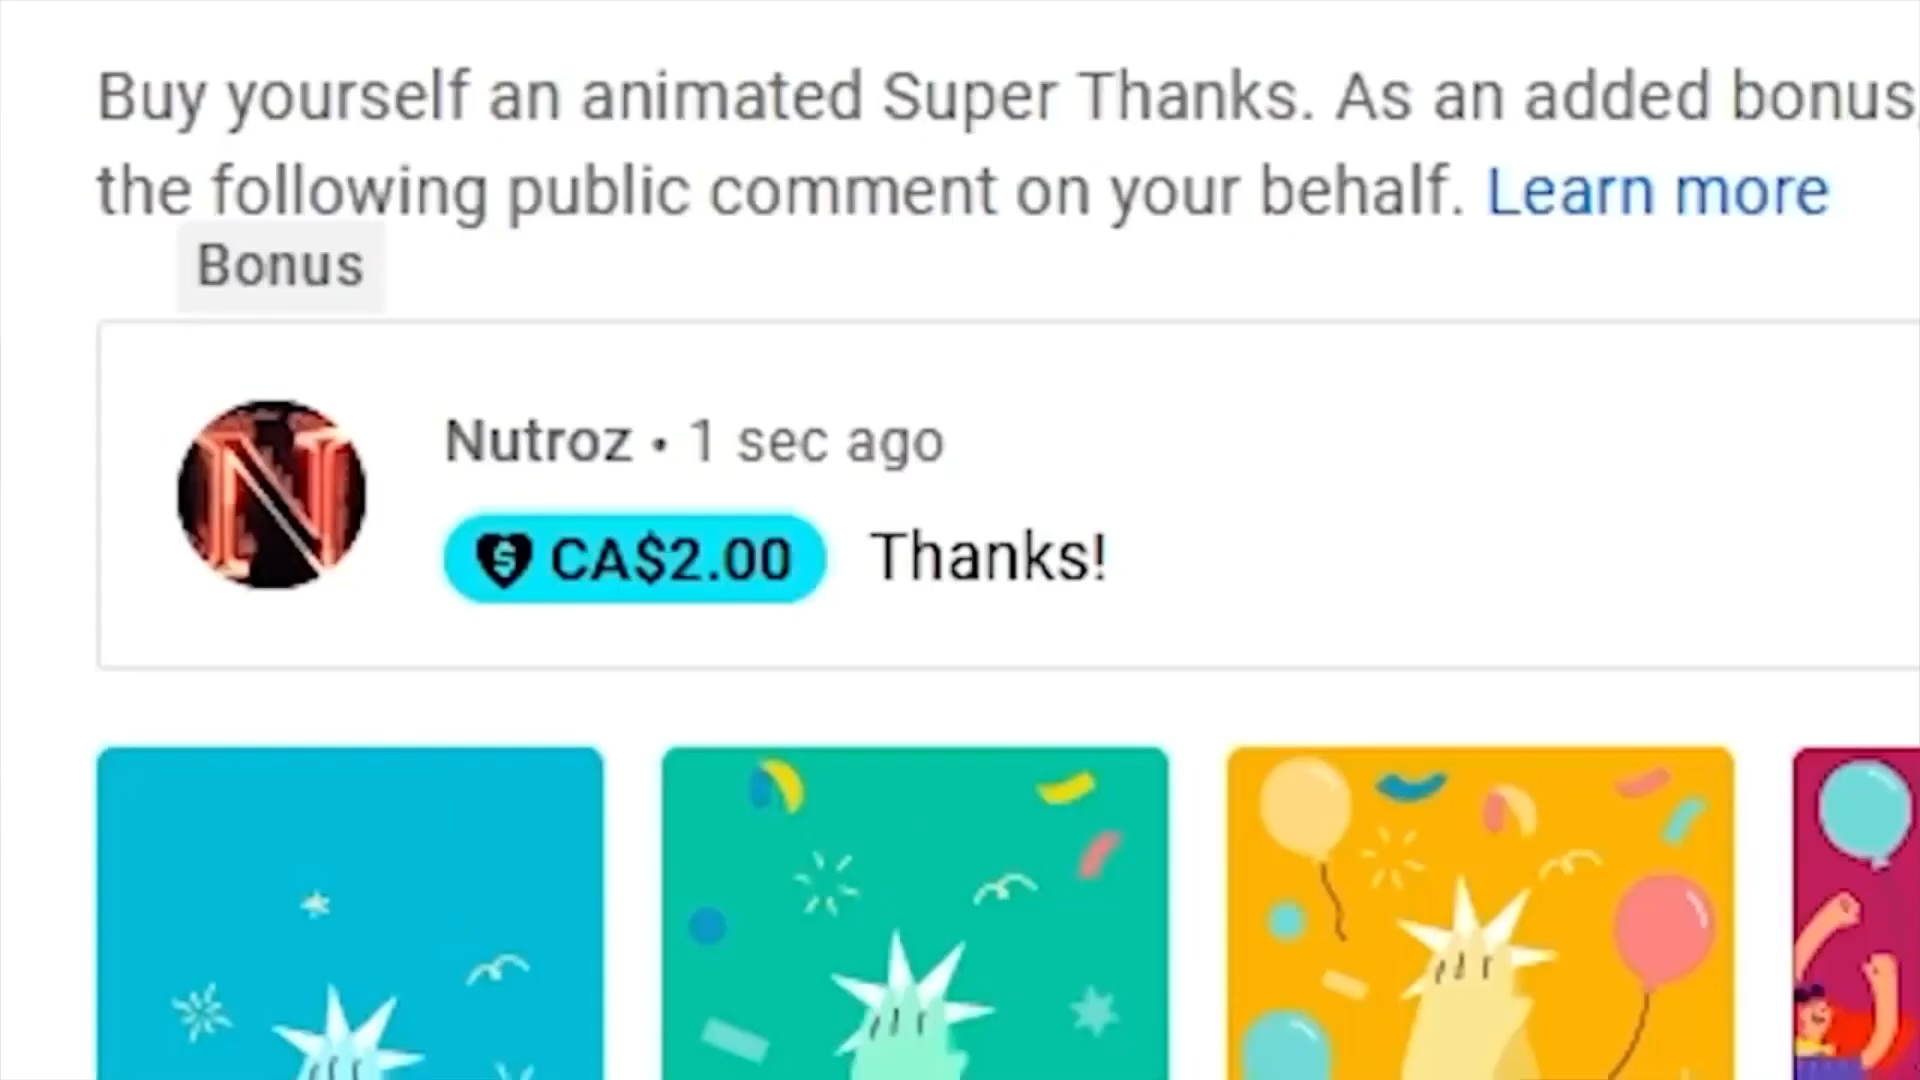 Buy yourself an animated Super Thanks. As an added bonus,
the following public comment on your behalf. Learn more
Bonus
N
Nutroz • 1 sec ago
$ CA$2.00 Thanks!